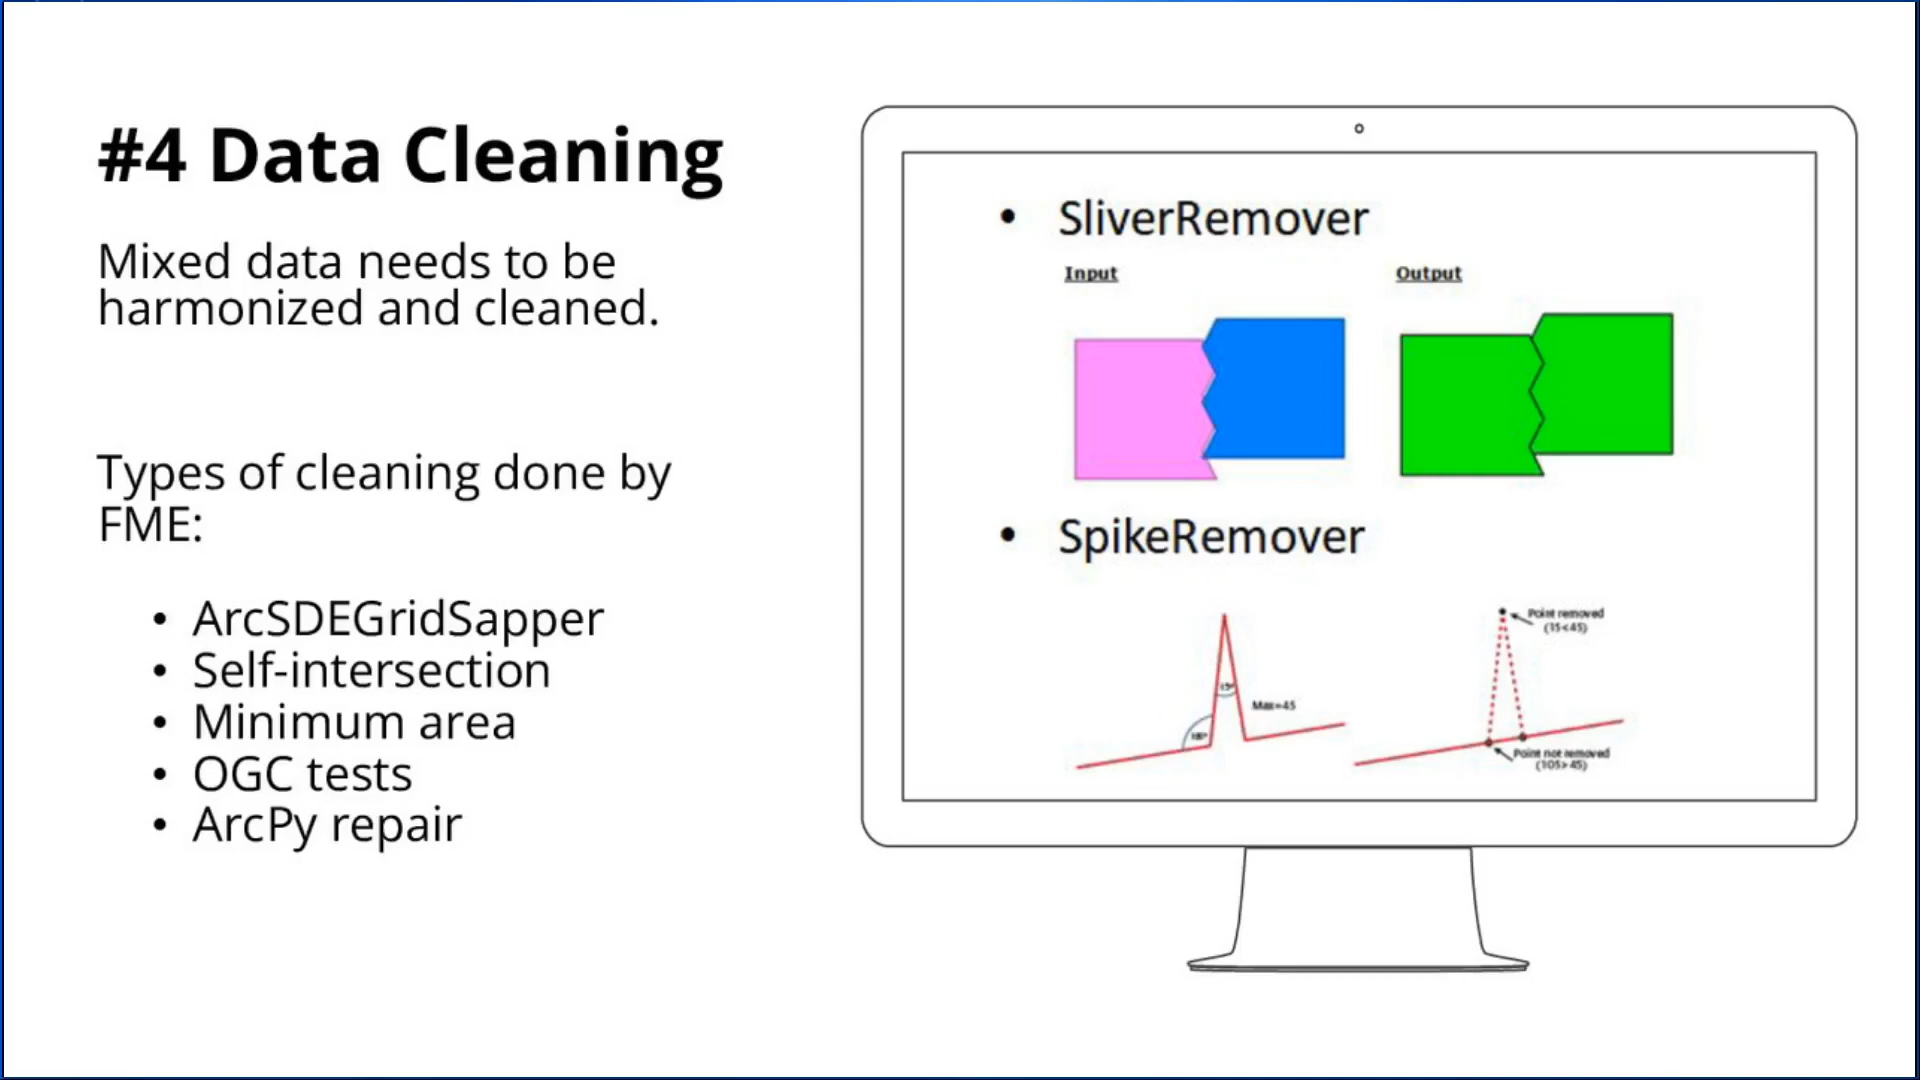 #4 Data Cleaning
Mixed data needs to be
harmonized and cleaned.
Types of cleaning done by
FME:
• ArcSDEGridSapper
• Self-intersection
• Minimum area
• OGC tests
• ArcPy repair
• SliverRemover
Input
Output
• SpikeRemover
15°
Max=45
Point removed
(15<45)
Point not removed
(105>45)